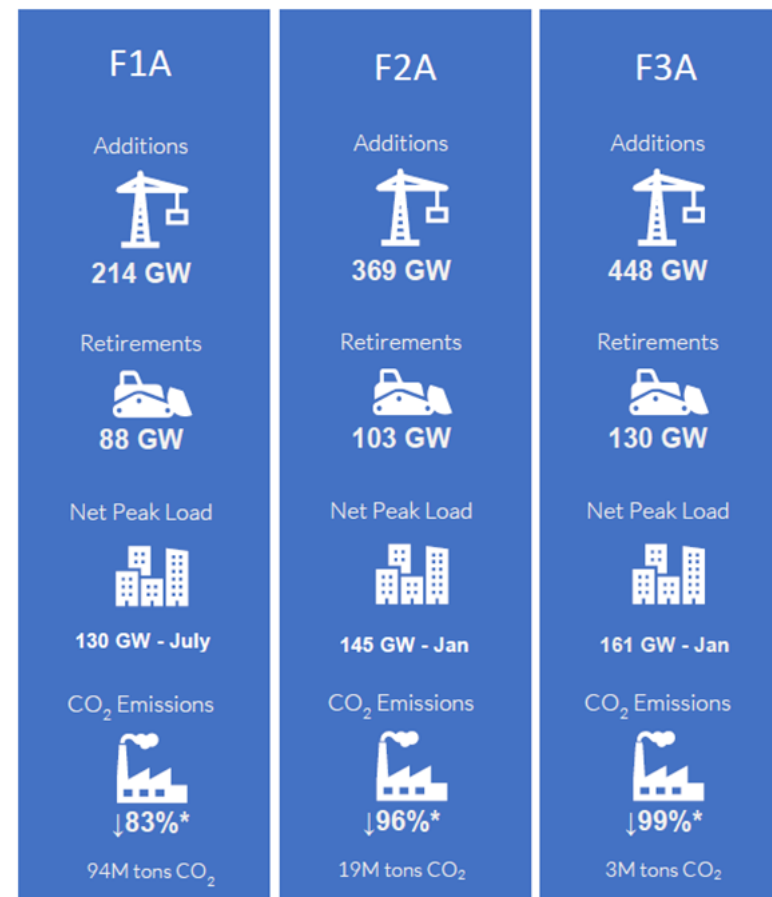 F1A
Additions
214 GW
Retirements
88 GW
Net Peak Load
130 GW - July
CO₂ Emissions
↓83%*
94M tons CO₂
F2A
Additions
369 GW
Retirements
103 GW
Net Peak Load
145 GW - Jan
CO₂ Emissions
↓96%*
19M tons CO₂
F3A
Additions
448 GW
Retirements
130 GW
Net Peak Load
161 GW - Jan
CO₂ Emissions
↓99%*
3M tons CO₂